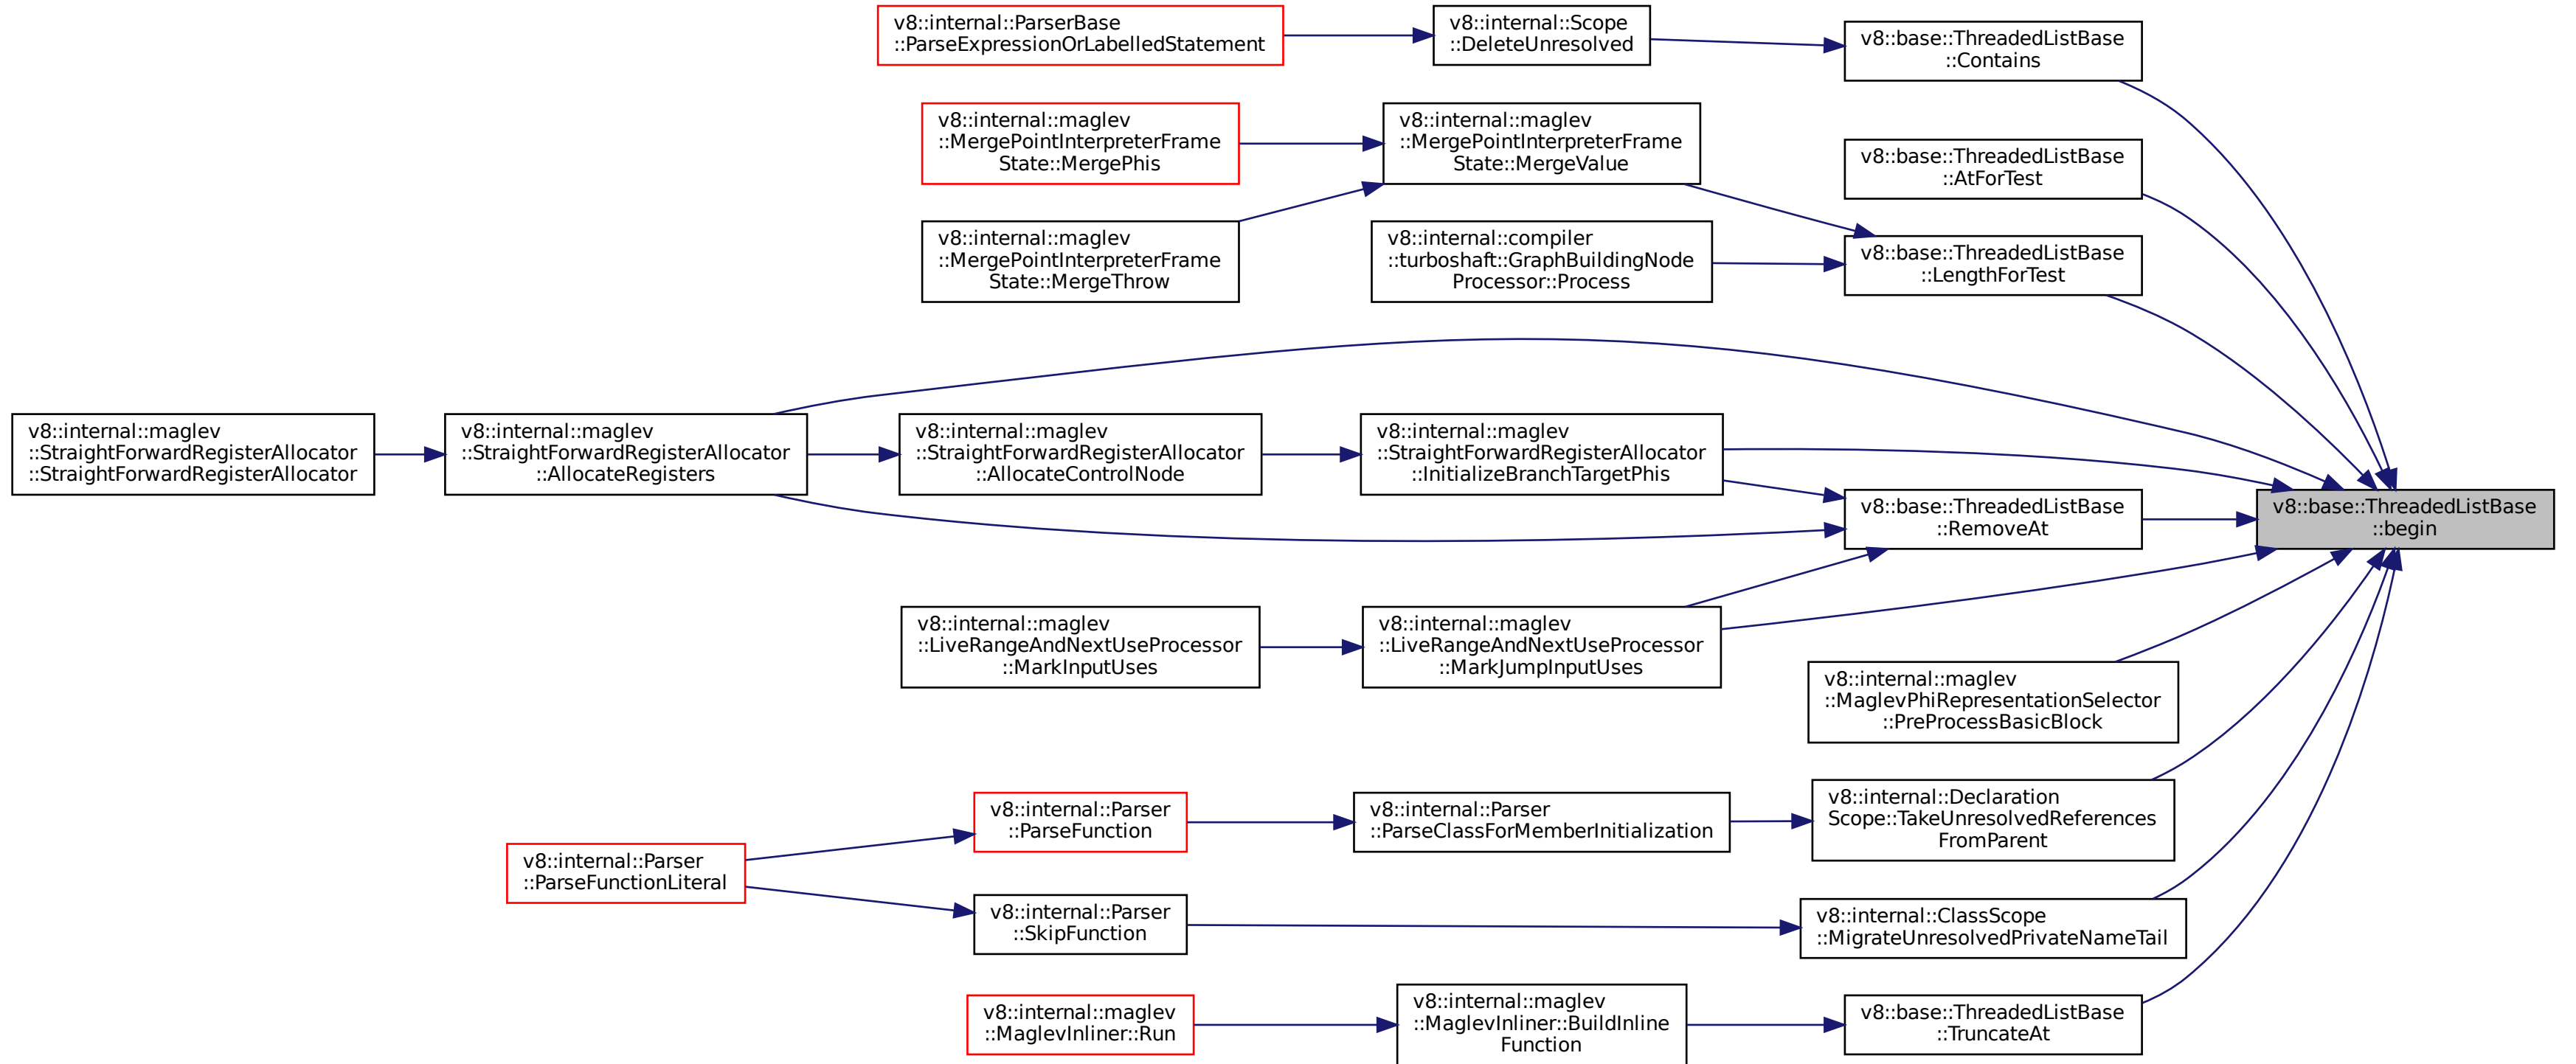 v8::internal::ParserBase
::ParseExpressionOrLabelledStatement
v8::internal::Scope
::DeleteUnresolved
v8::base::ThreadedListBase
::Contains
v8::internal::maglev
::MergePointInterpreterFrame
State::MergePhis
v8::internal::maglev
::MergePointInterpreterFrame
State::MergeValue
v8::base::ThreadedListBase
::AtForTest
v8::internal::maglev
::MergePointInterpreterFrame
State::MergeThrow
v8::internal::compiler
::turboshaft::GraphBuildingNode
Processor::Process
v8::base::ThreadedListBase
::LengthForTest
v8::internal::maglev
::StraightForwardRegisterAllocator
::StraightForwardRegisterAllocator
v8::internal::maglev
::StraightForwardRegisterAllocator
::AllocateRegisters
v8::internal::maglev
::StraightForwardRegisterAllocator
::AllocateControlNode
v8::internal::maglev
::StraightForwardRegisterAllocator
::InitializeBranchTargetPhis
v8::base::ThreadedListBase
::RemoveAt
v8::base::ThreadedListBase
::begin
v8::internal::maglev
::LiveRangeAndNextUseProcessor
::MarkInputUses
v8::internal::maglev
::LiveRangeAndNextUseProcessor
::MarkJumpInputUses
v8::internal::maglev
::MaglevPhiRepresentationSelector
::PreProcessBasicBlock
v8::internal::Parser
::ParseFunctionLiteral
v8::internal::Parser
::ParseFunction
v8::internal::Parser
::ParseClassForMemberInitialization
v8::internal::Declaration
Scope::TakeUnresolvedReferences
FromParent
v8::internal::Parser
::SkipFunction
v8::internal::ClassScope
::MigrateUnresolvedPrivateNameTail
v8::internal::maglev
::MaglevInliner::Run
v8::internal::maglev
::MaglevInliner::BuildInline
Function
v8::base::ThreadedListBase
::TruncateAt